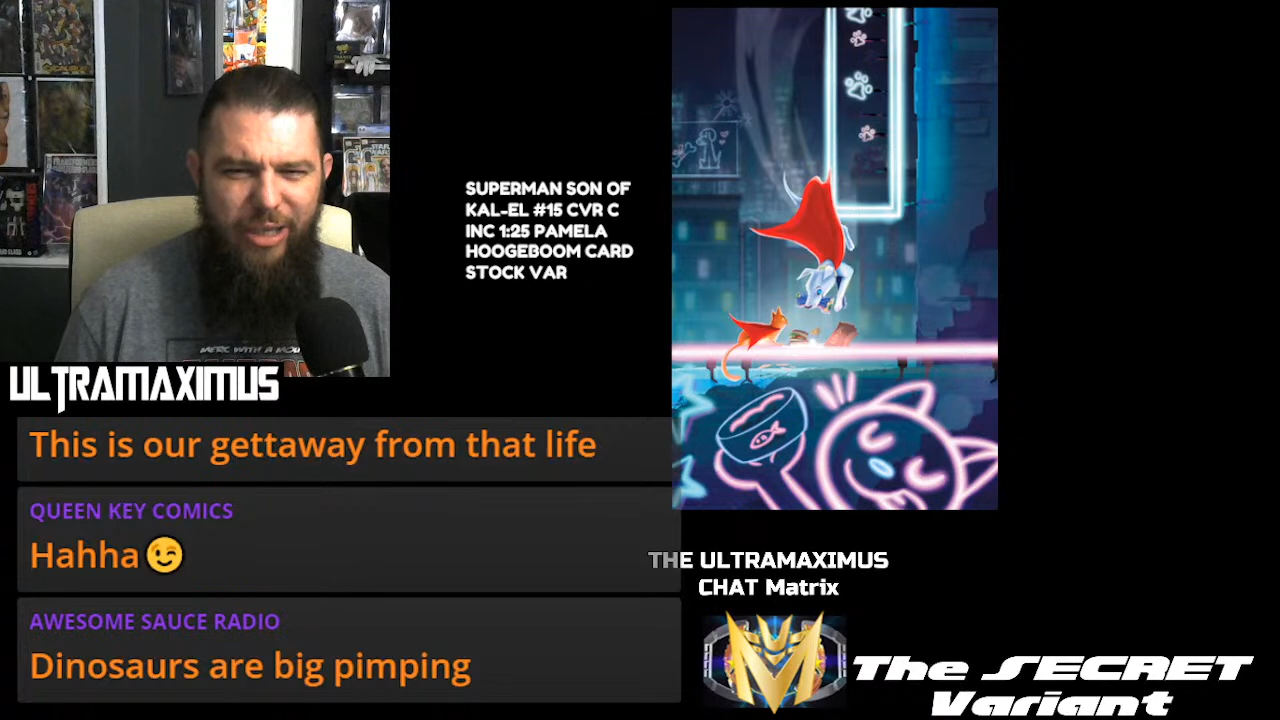 SUPERMAN SON OF
KAL-EL #15 CVR C
INC 1:25 PAMELA
HOOGEBOOM CARD
STOCK VAR
MERC WITH A
ULTRAMAXIMUS
This is our gettaway from that life
QUEEN KEY COMICS
Hahha😉
AWESOME SAUCE RADIO
Dinosaurs are big pimping
THE ULTRAMAXIMUS
CHAT Matrix
The SECRET
Variant